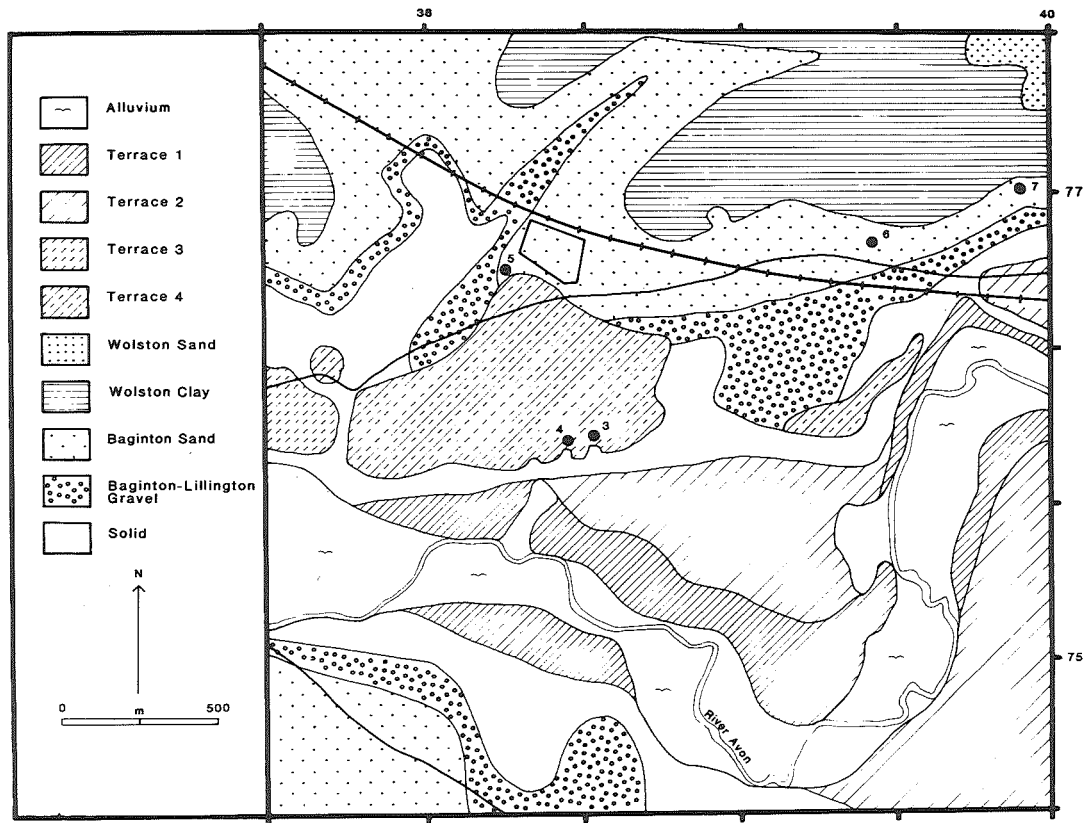 38
40
Alluvium
Terrace 1
Terrace 2
Terrace 3
Terrace 4
Wolston Sand
Wolston Clay
Baginton Sand
Baginton-Lillington
Gravel
Solid
N
0 m 500
7
77
6
5
4
3
75
River Avon